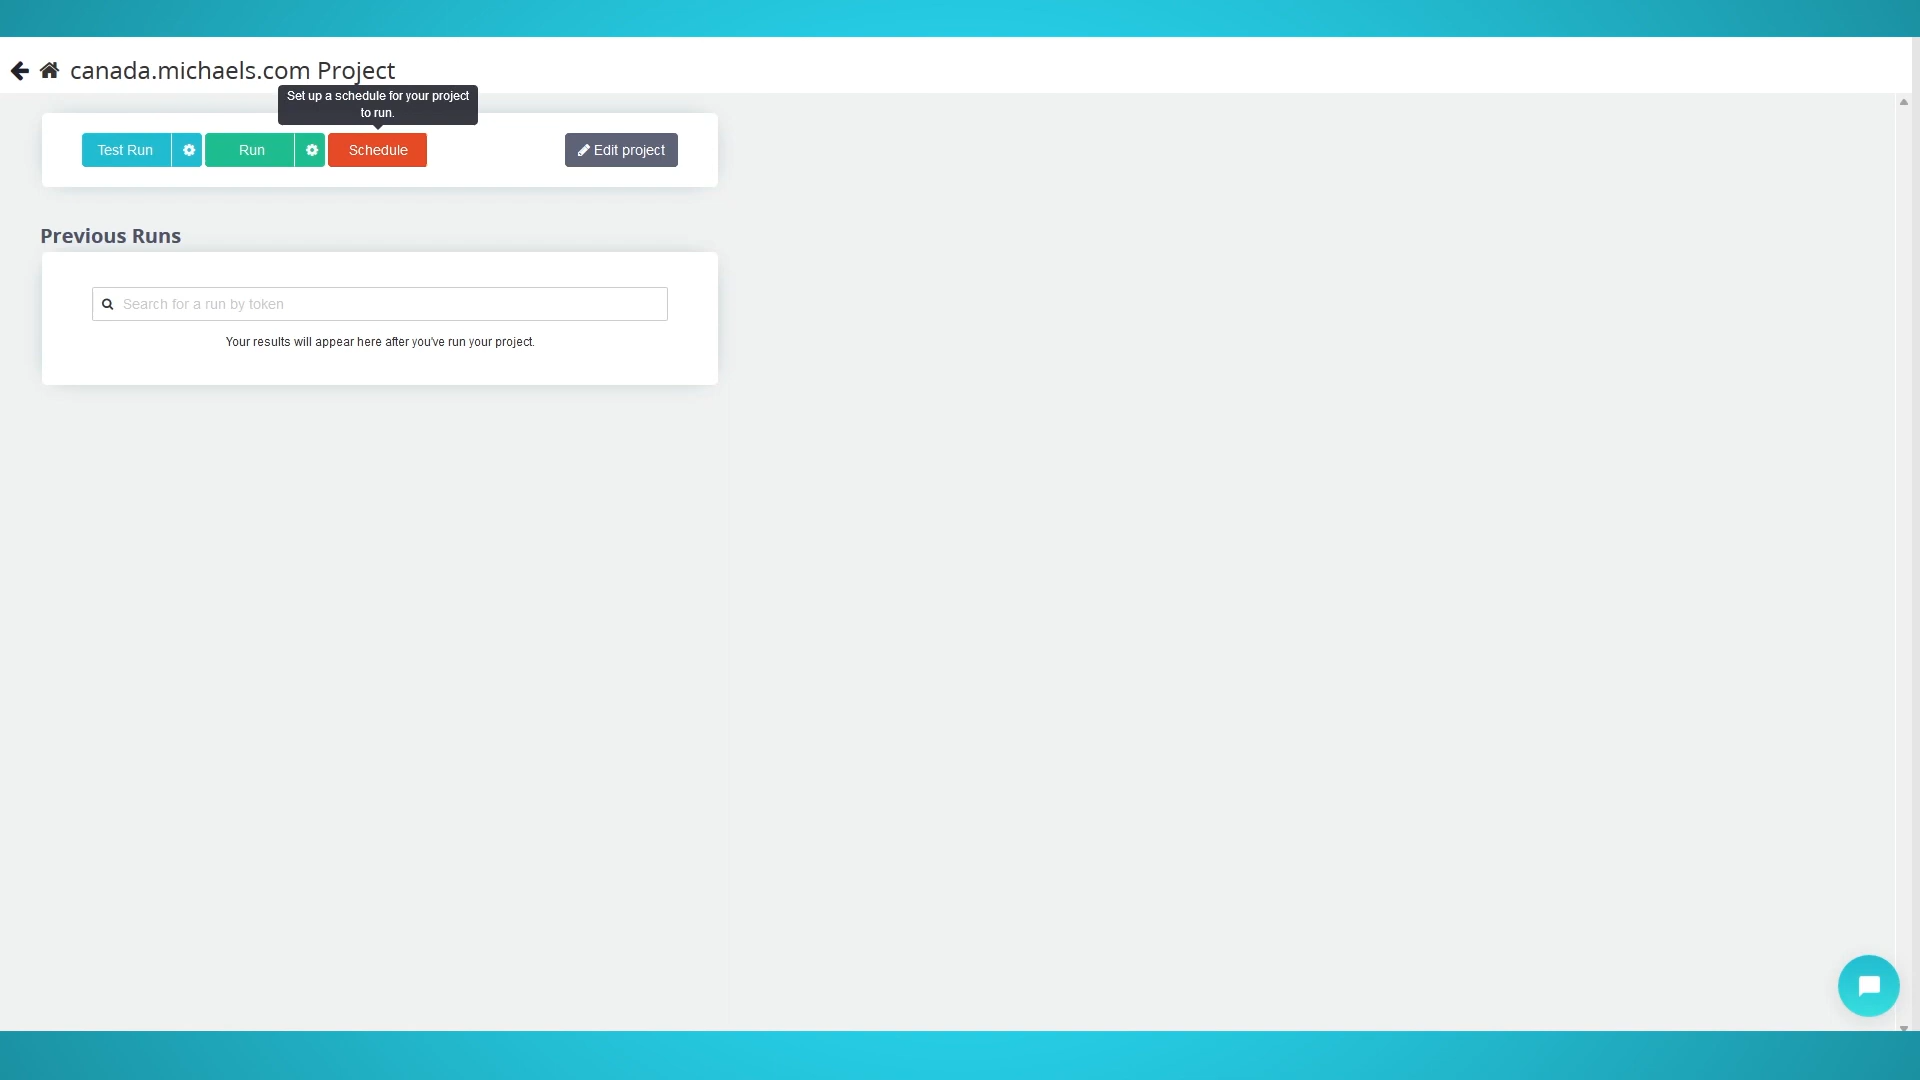 canada.michaels.com Project
Set up a schedule for your project
to run.
Test Run
Run
Schedule
Edit project
Previous Runs
Search for a run by token
Your results will appear here after you've run your project.